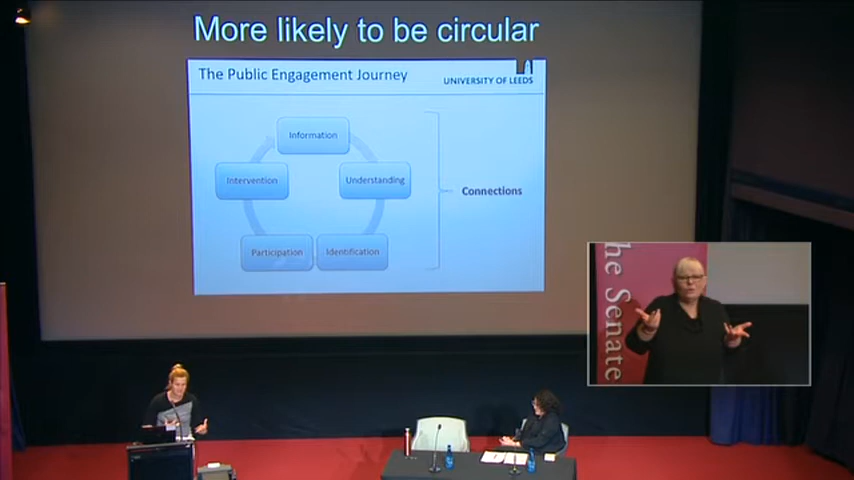 More likely to be circular
The Public Engagement Journey
UNIVERSITY OF LEEDS
Information
Intervention
Understanding
Connections
Participation
Identification
he Senate